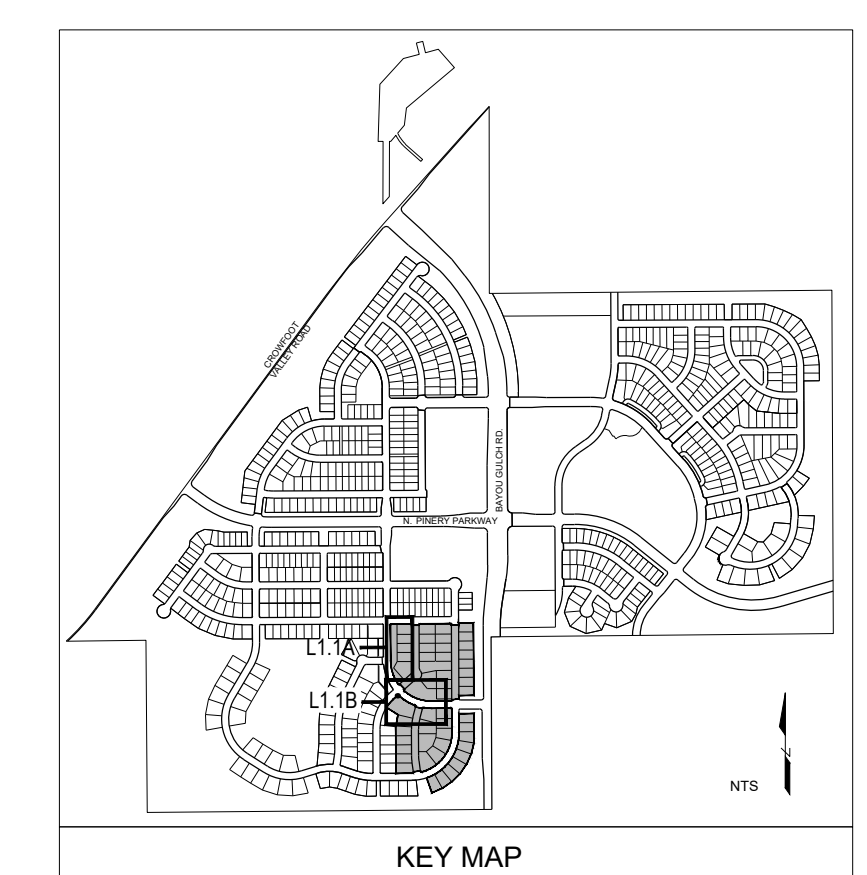 CROWFOOT
VALLEY ROAD
BAYOU GULCH RD.
N. PINERY PARKWAY
L1.1A
L1.1B
N
NTS
KEY MAP